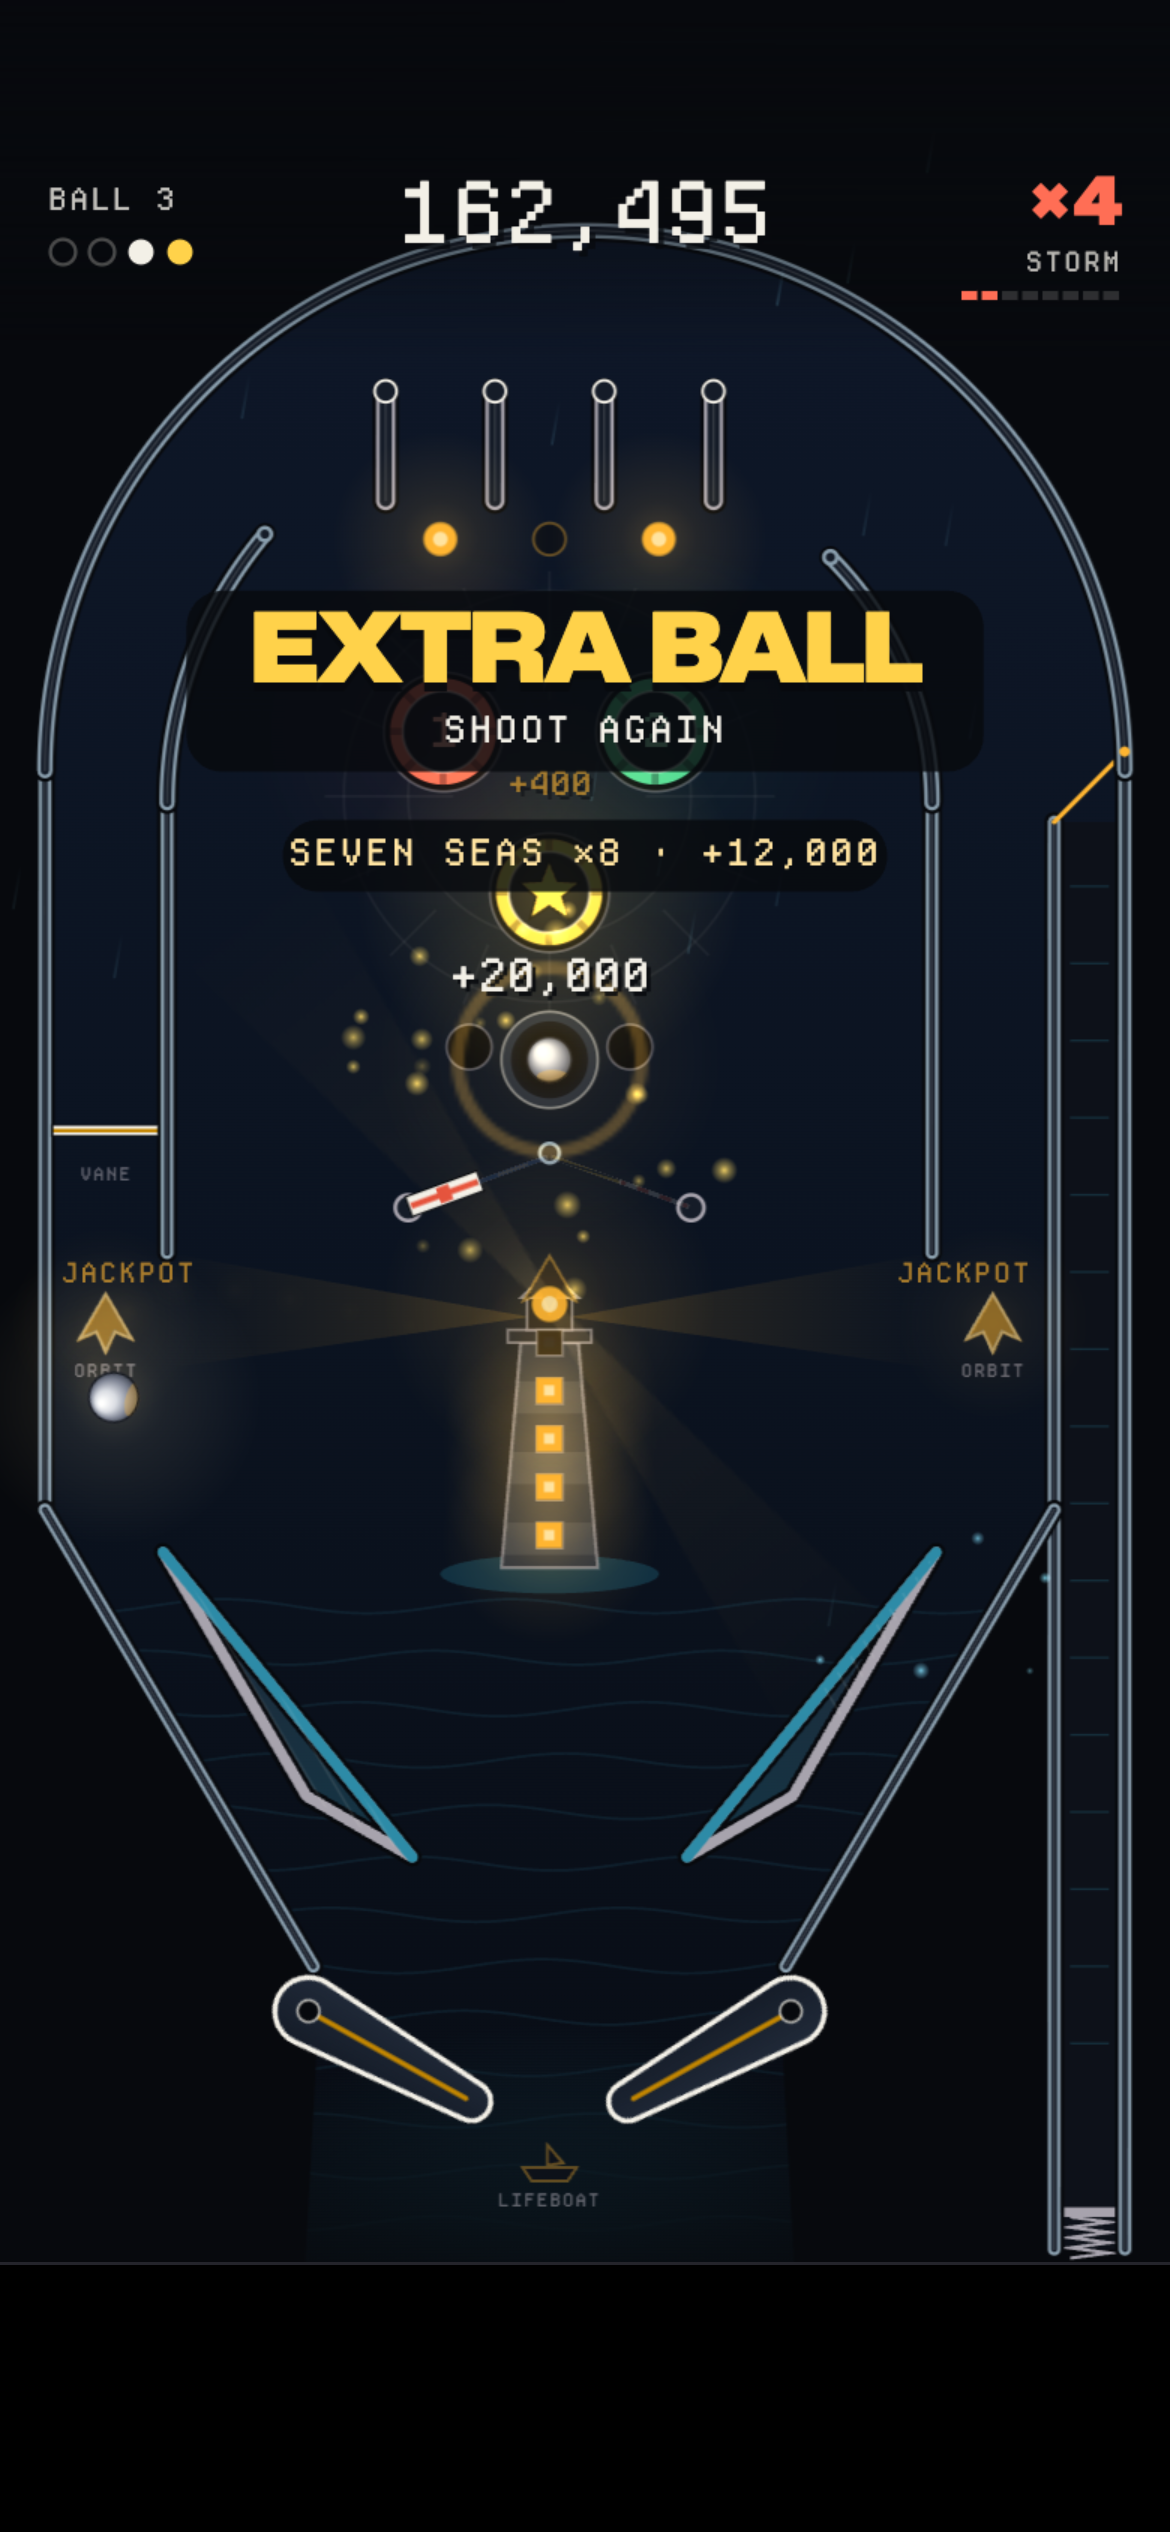 BALL 3
162,495
×4
STORM
EXTRA BALL
SHOOT AGAIN
+400
SEVEN SEAS ×8 · +12,000
+20,000
VANE
JACKPOT
JACKPOT
ORBIT
ORBIT
LIFEBOAT